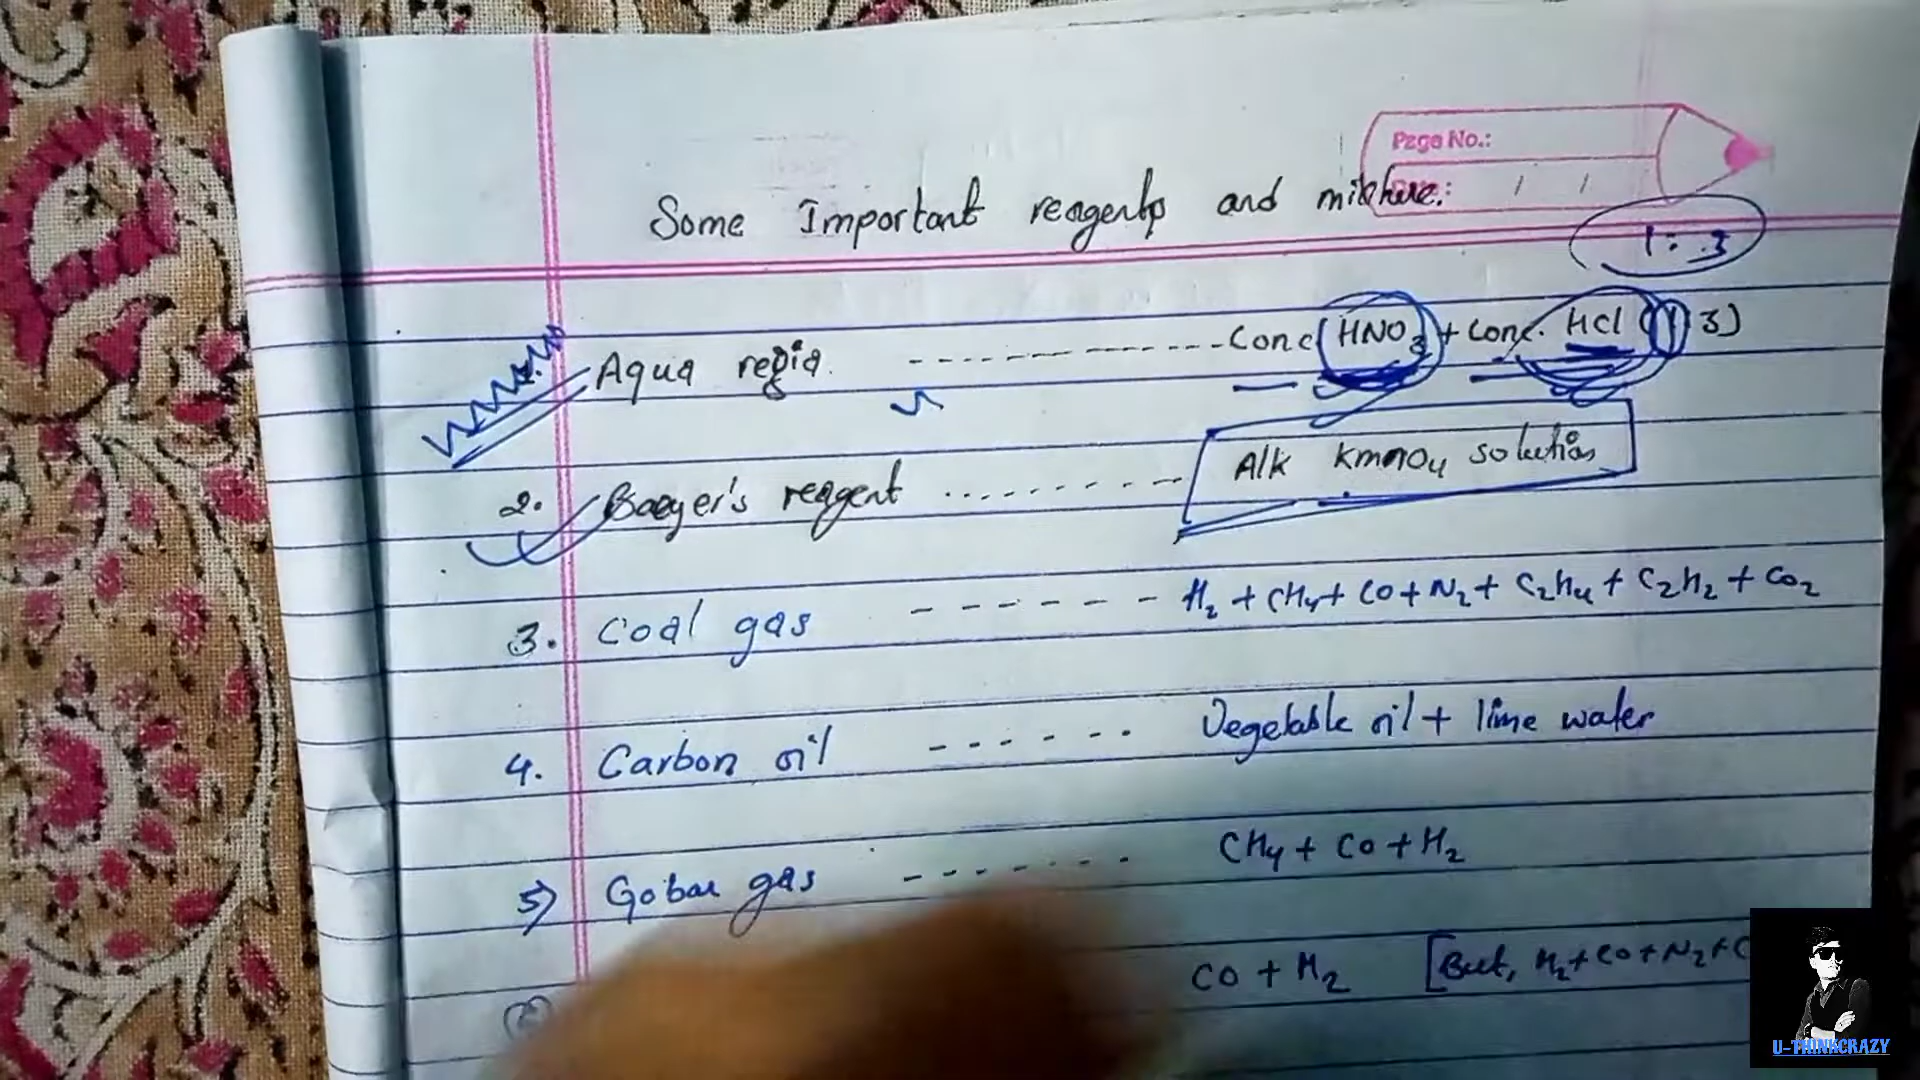 Page No.:
Some Important reagents and mixture.
1 : 3
1. Aqua regia. Conc HNO3 + Conc. HCl (1:3)
2. Baeyer's reagent Alk KmnO4 solution
3. Coal gas H2 + CH4 + CO + N2 + C2H4 + C2H2 + CO2
4. Carbon oil Vegetable oil + lime water
5) Gobar gas CH4 + CO + H2
CO + H2 [But, H2 + CO + N2 + C
U-THINKCRAZY